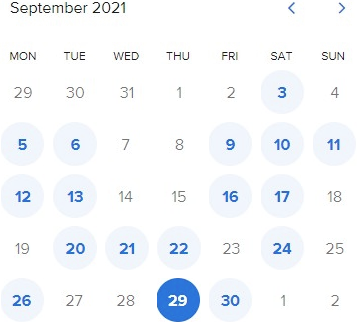 September 2021
MON TUE WED THU FRI SAT SUN
29 30 31 1 2 3 4
5 6 7 8 9 10 11
12 13 14 15 16 17 18
19 20 21 22 23 24 25
26 27 28 29 30 1 2